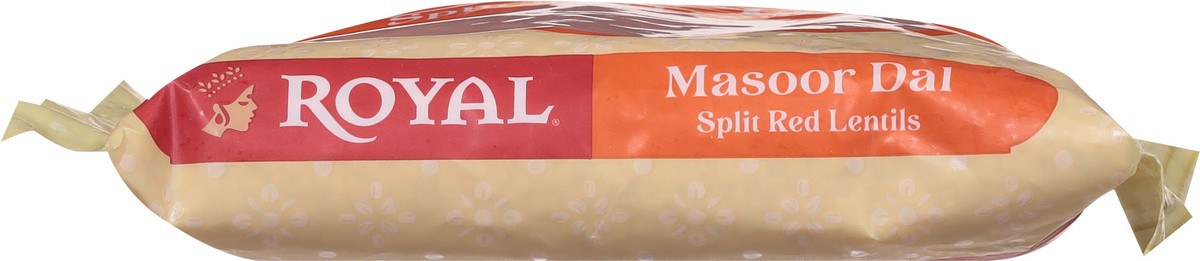 ROYAL®
Masoor Dal
Split Red Lentils